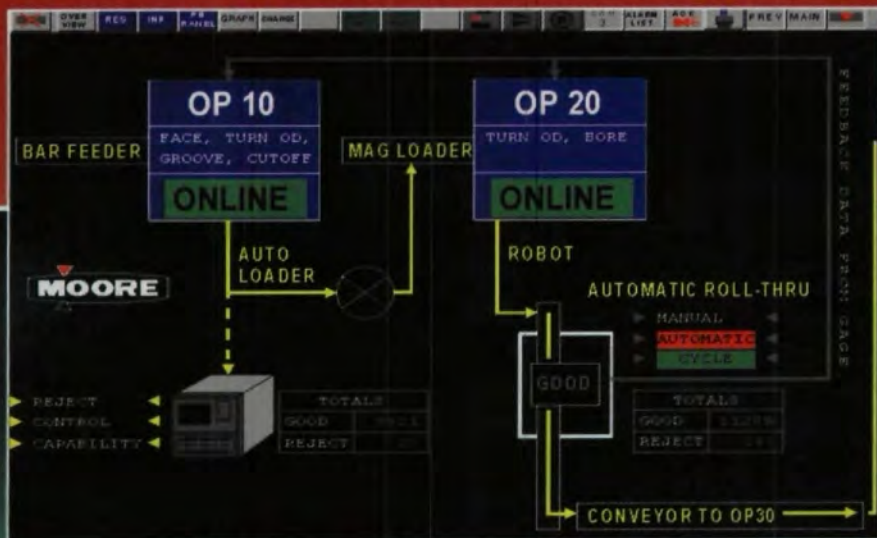 OVER VIEW
REG
INF
PB PANEL
GRAPH
CHANGE
ALARM LIST
ACK
PREV
MAIN
OP 10
FACE, TURN OD,
GROOVE, CUTOFF
ONLINE
BAR FEEDER
OP 20
TURN OD, BORE
ONLINE
MAG LOADER
AUTO
LOADER
ROBOT
MOORE
AUTOMATIC ROLL-THRU
MANUAL
AUTOMATIC
CYCLE
FEEDBACK DATA FROM GAGE
GOOD
REJECT
CONTROL
CAPABILITY
TOTALS
GOOD
REJECT
TOTALS
GOOD
REJECT
CONVEYOR TO OP30